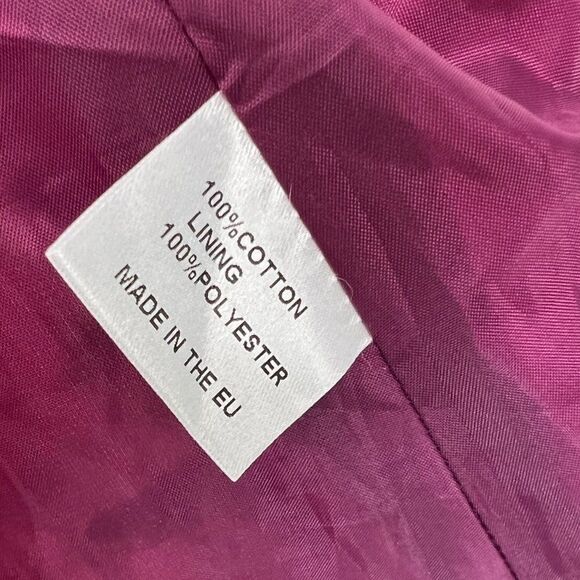 100%COTTON
LINING
100%POLYESTER
MADE IN THE EU